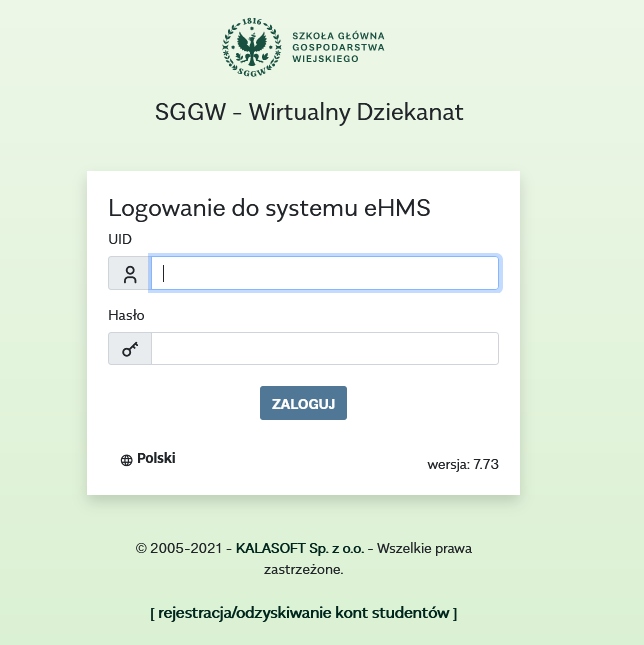 1816
SGGW
SZKOŁA GŁÓWNA
GOSPODARSTWA
WIEJSKIEGO
SGGW - Wirtualny Dziekanat
Logowanie do systemu eHMS
UID
Hasło
ZALOGUJ
Polski
wersja: 7.73
© 2005-2021 - KALASOFT Sp. z o.o. - Wszelkie prawa
zastrzeżone.
[ rejestracja/odzyskiwanie kont studentów ]